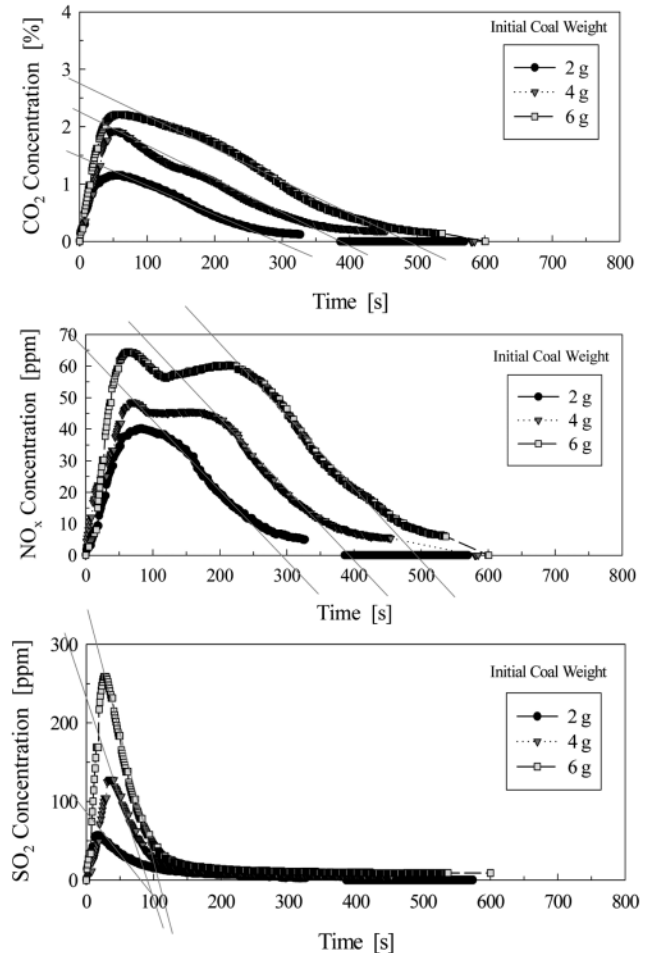 CO₂ Concentration [%]
4
3
2
1
0
0 100 200 300 400 500 600 700 800
Time [s]
Initial Coal Weight
2 g
4 g
6 g
NOₓ Concentration [ppm]
70
60
50
40
30
20
10
0
0 100 200 300 400 500 600 700 800
Time [s]
Initial Coal Weight
2 g
4 g
6 g
SO₂ Concentration [ppm]
300
200
100
0
0 100 200 300 400 500 600 700 800
Time [s]
Initial Coal Weight
2 g
4 g
6 g